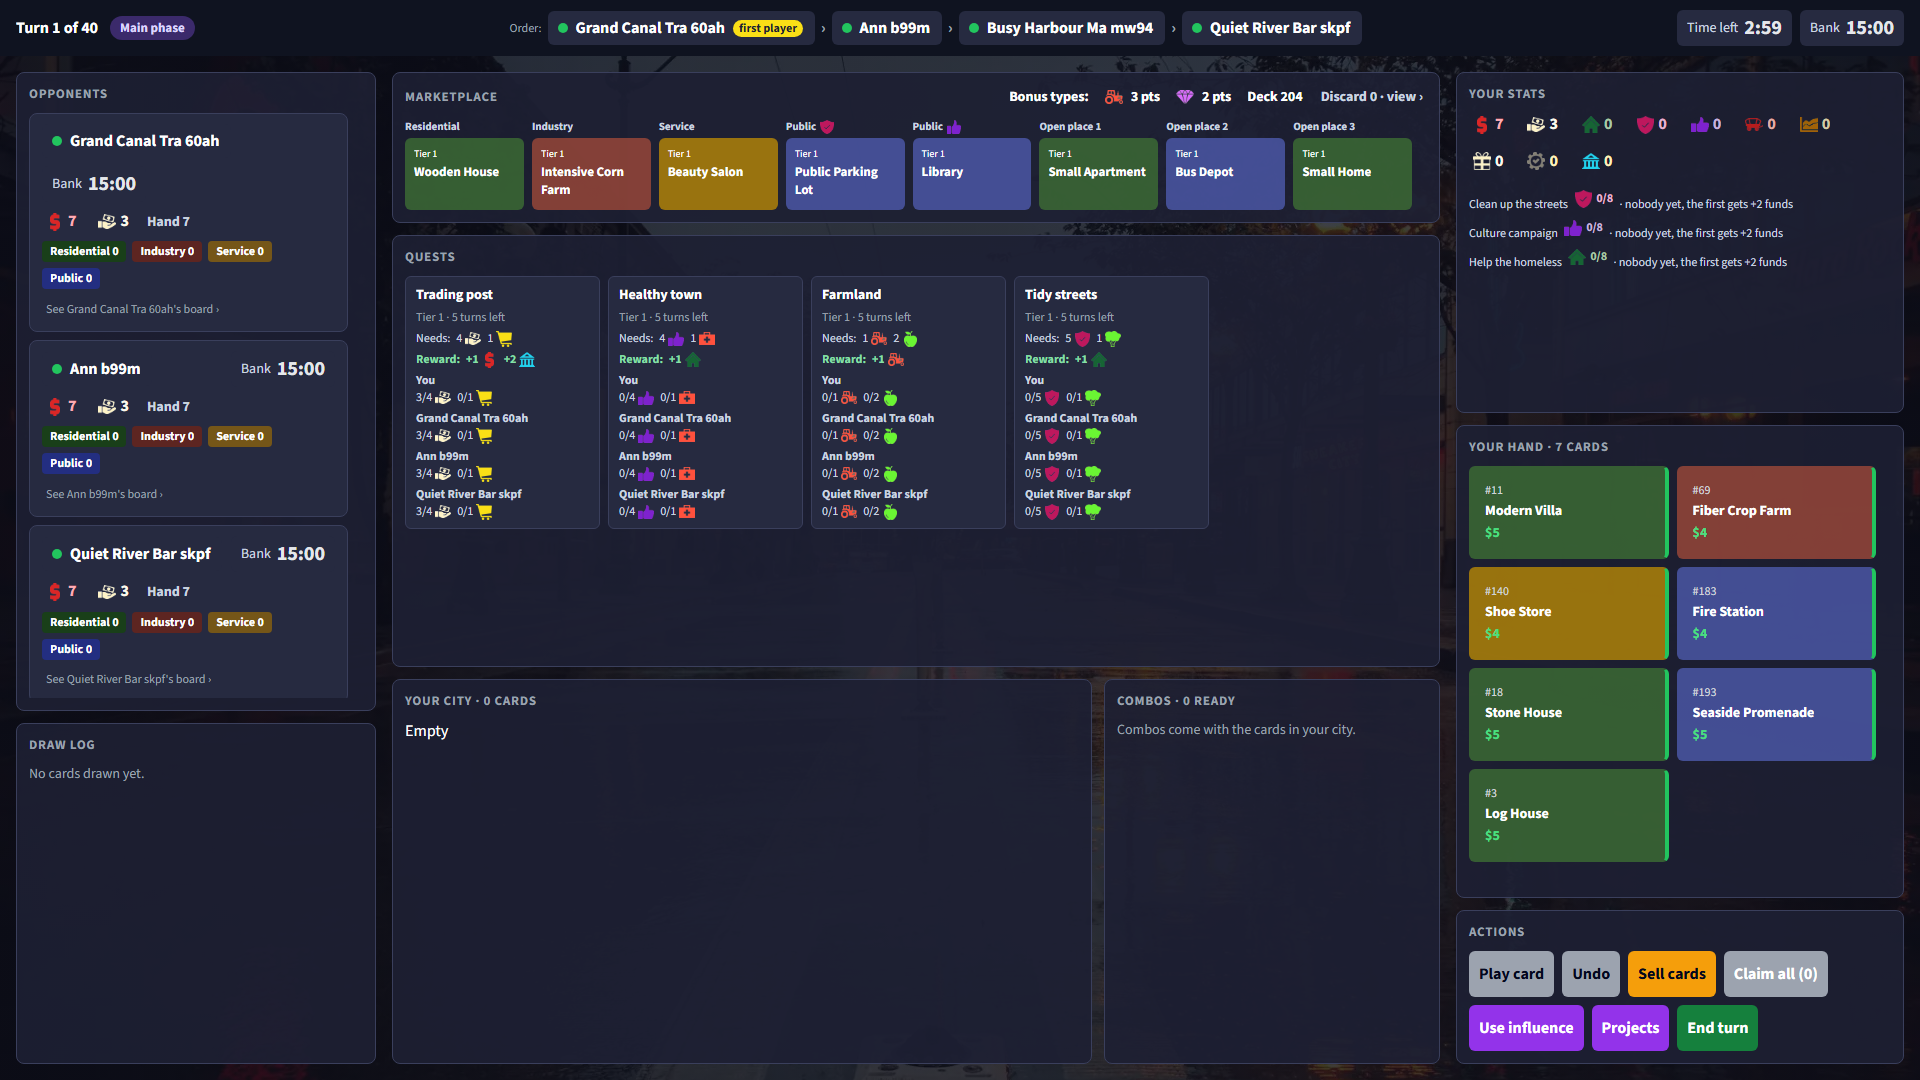 Turn 1 of 40 Main phase
Order: Grand Canal Tra 60ah first player › Ann b99m › Busy Harbour Ma mw94 › Quiet River Bar skpf
Time left 2:59 Bank 15:00
OPPONENTS
Grand Canal Tra 60ah
Bank 15:00
7 3 Hand 7
Residential 0 Industry 0 Service 0
Public 0
See Grand Canal Tra 60ah's board ›
Ann b99m Bank 15:00
7 3 Hand 7
Residential 0 Industry 0 Service 0
Public 0
See Ann b99m's board ›
Quiet River Bar skpf Bank 15:00
7 3 Hand 7
Residential 0 Industry 0 Service 0
Public 0
See Quiet River Bar skpf's board ›
DRAW LOG
No cards drawn yet.
MARKETPLACE
Bonus types: 3 pts 2 pts Deck 204 Discard 0 · view ›
Residential Industry Service Public Public Open place 1 Open place 2 Open place 3
Tier 1 Tier 1 Tier 1 Tier 1 Tier 1 Tier 1 Tier 1 Tier 1
Wooden House Intensive Corn Beauty Salon Public Parking Library Small Apartment Bus Depot Small Home
Farm Lot
QUESTS
Trading post
Tier 1 · 5 turns left
Needs: 4 1
Reward: +1 +2
You
3/4 0/1
Grand Canal Tra 60ah
3/4 0/1
Ann b99m
3/4 0/1
Quiet River Bar skpf
3/4 0/1
Healthy town
Tier 1 · 5 turns left
Needs: 4 1
Reward: +1
You
0/4 0/1
Grand Canal Tra 60ah
0/4 0/1
Ann b99m
0/4 0/1
Quiet River Bar skpf
0/4 0/1
Farmland
Tier 1 · 5 turns left
Needs: 1 2
Reward: +1
You
0/1 0/2
Grand Canal Tra 60ah
0/1 0/2
Ann b99m
0/1 0/2
Quiet River Bar skpf
0/1 0/2
Tidy streets
Tier 1 · 5 turns left
Needs: 5 1
Reward: +1
You
0/5 0/1
Grand Canal Tra 60ah
0/5 0/1
Ann b99m
0/5 0/1
Quiet River Bar skpf
0/5 0/1
YOUR CITY · 0 CARDS
Empty
COMBOS · 0 READY
Combos come with the cards in your city.
YOUR STATS
7 3 0 0 0 0 0
0 0 0
Clean up the streets 0/8 · nobody yet, the first gets +2 funds
Culture campaign 0/8 · nobody yet, the first gets +2 funds
Help the homeless 0/8 · nobody yet, the first gets +2 funds
YOUR HAND · 7 CARDS
#11
Modern Villa
$5
#69
Fiber Crop Farm
$4
#140
Shoe Store
$4
#183
Fire Station
$4
#18
Stone House
$5
#193
Seaside Promenade
$5
#3
Log House
$5
ACTIONS
Play card Undo Sell cards Claim all (0)
Use influence Projects End turn